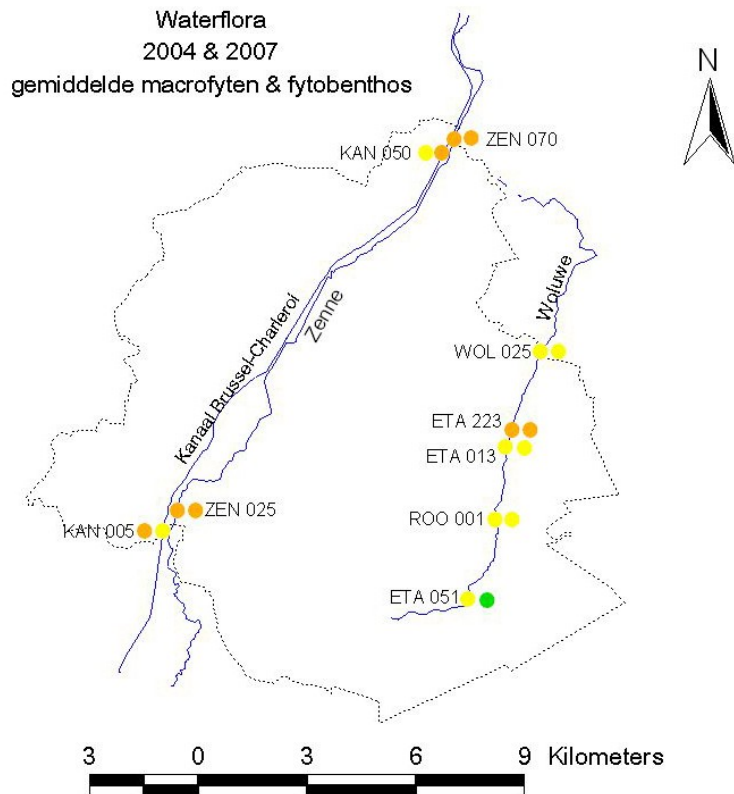 Waterflora
2004 & 2007
gemiddelde macrofyten & fytobenthos
N
ZEN 070
KAN 050
Woluwe
WOL 025
Kanaal Brussel-Charleroi
Zenne
ETA 223
ETA 013
ZEN 025
ROO 001
KAN 005
ETA 051
3 0 3 6 9 Kilometers